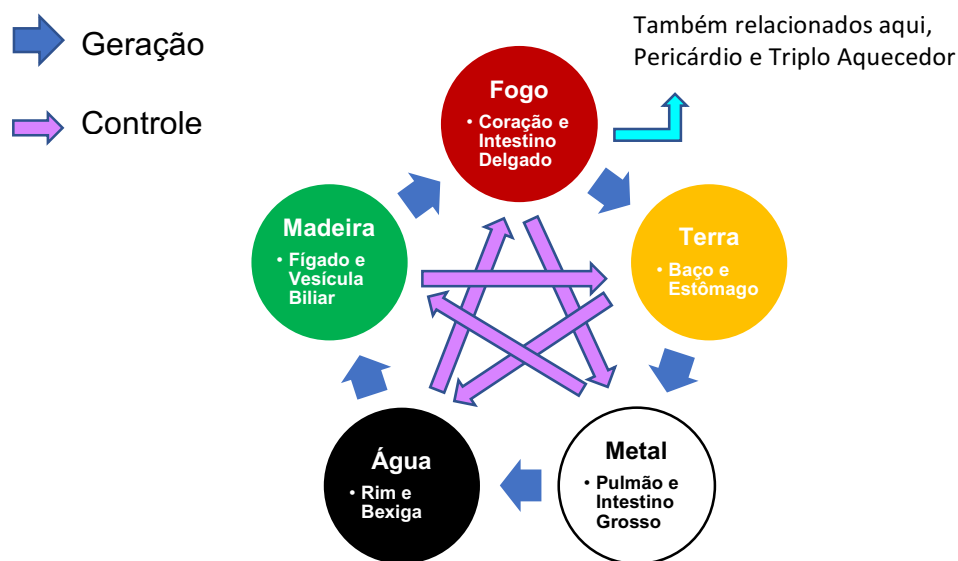 Geração
Controle
Também relacionados aqui,
Pericárdio e Triplo Aquecedor
Fogo
• Coração e
Intestino
Delgado
Madeira
• Fígado e
Vesícula
Biliar
Terra
• Baço e
Estômago
Água
• Rim e
Bexiga
Metal
• Pulmão e
Intestino
Grosso